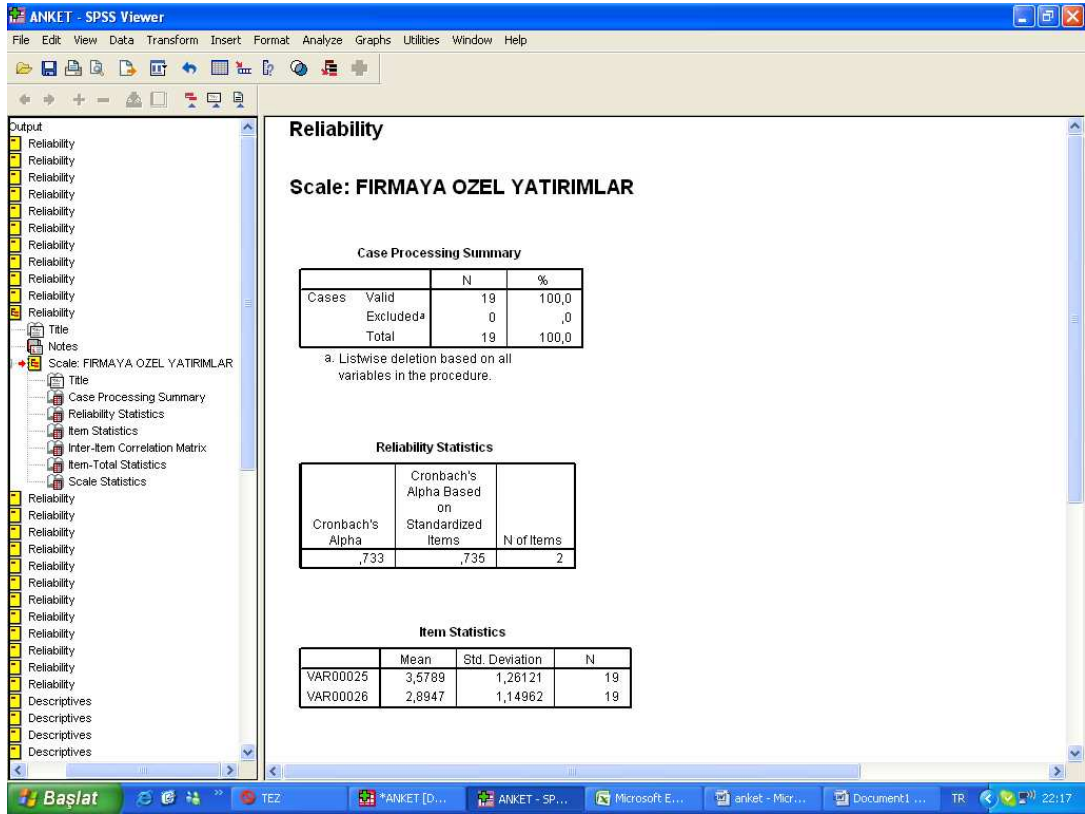 ANKET - SPSS Viewer
File Edit View Data Transform Insert Format Analyze Graphs Utilities Window Help
Output
Reliability
Reliability
Reliability
Reliability
Reliability
Reliability
Reliability
Reliability
Reliability
Reliability
Reliability
Title
Notes
Scale: FIRMAYA OZEL YATIRIMLAR
Title
Case Processing Summary
Reliability Statistics
Item Statistics
Inter-Item Correlation Matrix
Item-Total Statistics
Scale Statistics
Reliability
Reliability
Reliability
Reliability
Reliability
Reliability
Reliability
Reliability
Reliability
Reliability
Reliability
Reliability
Descriptives
Descriptives
Descriptives
Descriptives
Reliability
Scale: FIRMAYA OZEL YATIRIMLAR
Case Processing Summary
N %
Cases Valid 19 100,0
Excludedª 0 ,0
Total 19 100,0
a. Listwise deletion based on all
variables in the procedure.
Reliability Statistics
Cronbach's
Alpha Based
on
Cronbach's Standardized
Alpha Items N of Items
,733 ,735 2
Item Statistics
Mean Std. Deviation N
VAR00025 3,5789 1,26121 19
VAR00026 2,8947 1,14962 19
Başlat » TEZ *ANKET [D... ANKET - SP... Microsoft E... anket - Micr... Document1 ... TR 22:17